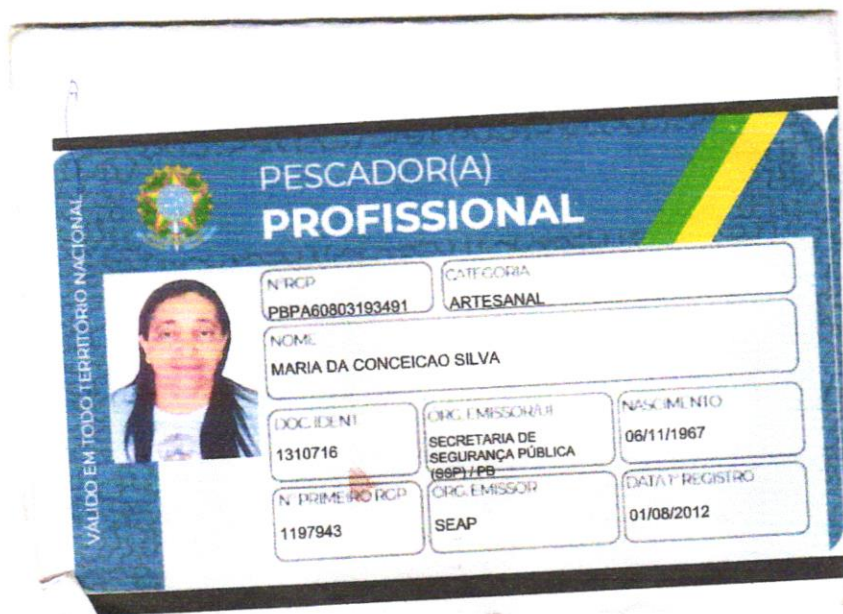 PESCADOR(A)
PROFISSIONAL
VÁLIDO EM TODO TERRITÓRIO NACIONAL
Nº RGP
PBPA60803193491
CATEGORIA
ARTESANAL
NOME
MARIA DA CONCEICAO SILVA
DOC. IDENT
1310716
ORG. EMISSOR/UF
SECRETARIA DE
SEGURANÇA PÚBLICA
(SSP) / PB
NASCIMENTO
06/11/1967
Nº PRIMEIRO RGP
1197943
ORG. EMISSOR
SEAP
DATA 1º REGISTRO
01/08/2012